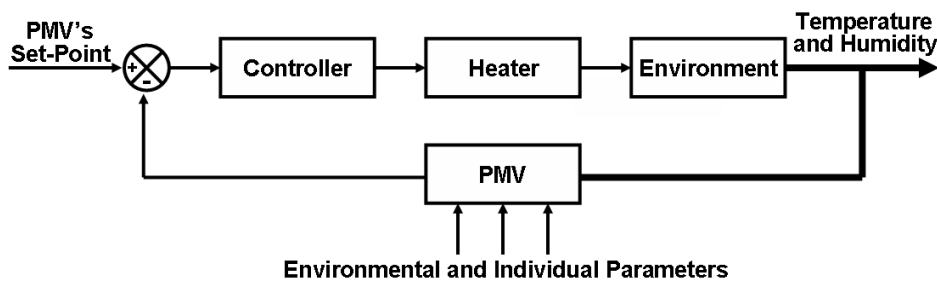 PMV's
Set-Point
+
-
Controller
Heater
Environment
Temperature
and Humidity
PMV
Environmental and Individual Parameters